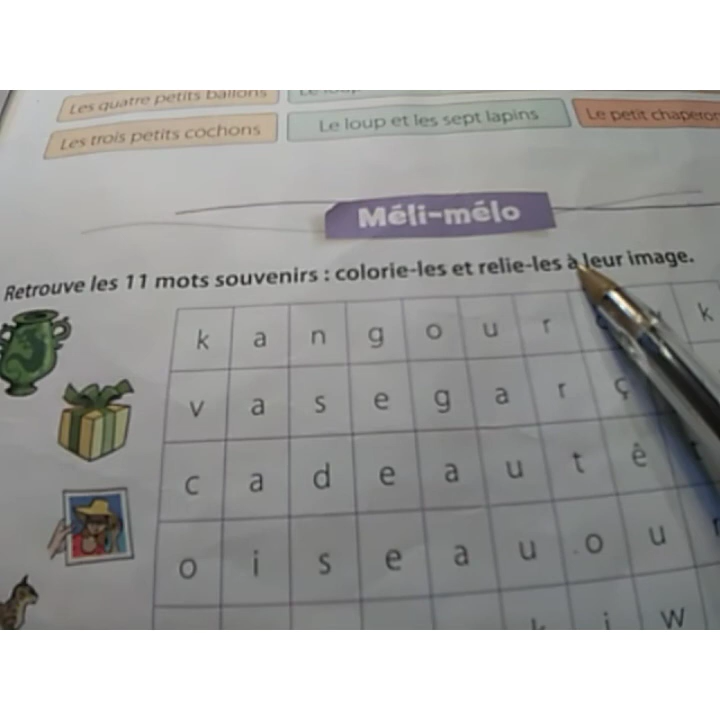 Les quatre petits ballons
Les trois petits cochons
Le loup et les sept lapins
Le petit chaperon
Méli-mélo
Retrouve les 11 mots souvenirs : colorie-les et relie-les à leur image.
k a n g o u r k
v a s e g a r ç
c a d e a u t ê
o i s e a u o u
i w